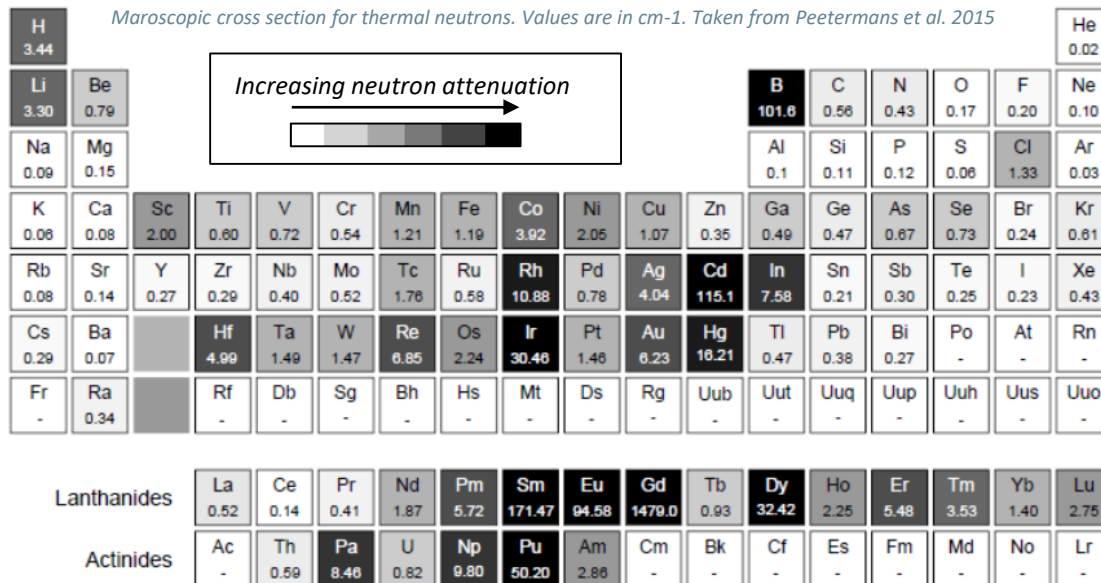 Maroscopic cross section for thermal neutrons. Values are in cm-1. Taken from Peetermans et al. 2015
H He
3.44 0.02
Increasing neutron attenuation
Li Be B C N O F Ne
3.30 0.79 101.6 0.56 0.43 0.17 0.20 0.10
Na Mg Al Si P S Cl Ar
0.09 0.15 0.1 0.11 0.12 0.06 1.33 0.03
K Ca Sc Ti V Cr Mn Fe Co Ni Cu Zn Ga Ge As Se Br Kr
0.06 0.08 2.00 0.60 0.72 0.54 1.21 1.19 3.92 2.05 1.07 0.35 0.49 0.47 0.67 0.73 0.24 0.61
Rb Sr Y Zr Nb Mo Tc Ru Rh Pd Ag Cd In Sn Sb Te I Xe
0.08 0.14 0.27 0.29 0.40 0.52 1.76 0.58 10.88 0.78 4.04 115.1 7.58 0.21 0.30 0.25 0.23 0.43
Cs Ba Hf Ta W Re Os Ir Pt Au Hg Tl Pb Bi Po At Rn
0.29 0.07 4.99 1.49 1.47 6.85 2.24 30.46 1.46 6.23 16.21 0.47 0.38 0.27 - - -
Fr Ra Rf Db Sg Bh Hs Mt Ds Rg Uub Uut Uuq Uup Uuh Uus Uuo
- 0.34 - - - - - - - - - - - - - - -
Lanthanides La Ce Pr Nd Pm Sm Eu Gd Tb Dy Ho Er Tm Yb Lu
0.52 0.14 0.41 1.87 5.72 171.47 94.58 1479.0 0.93 32.42 2.25 5.48 3.53 1.40 2.75
Actinides Ac Th Pa U Np Pu Am Cm Bk Cf Es Fm Md No Lr
- 0.59 8.46 0.82 9.80 50.20 2.86 - - - - - - - -